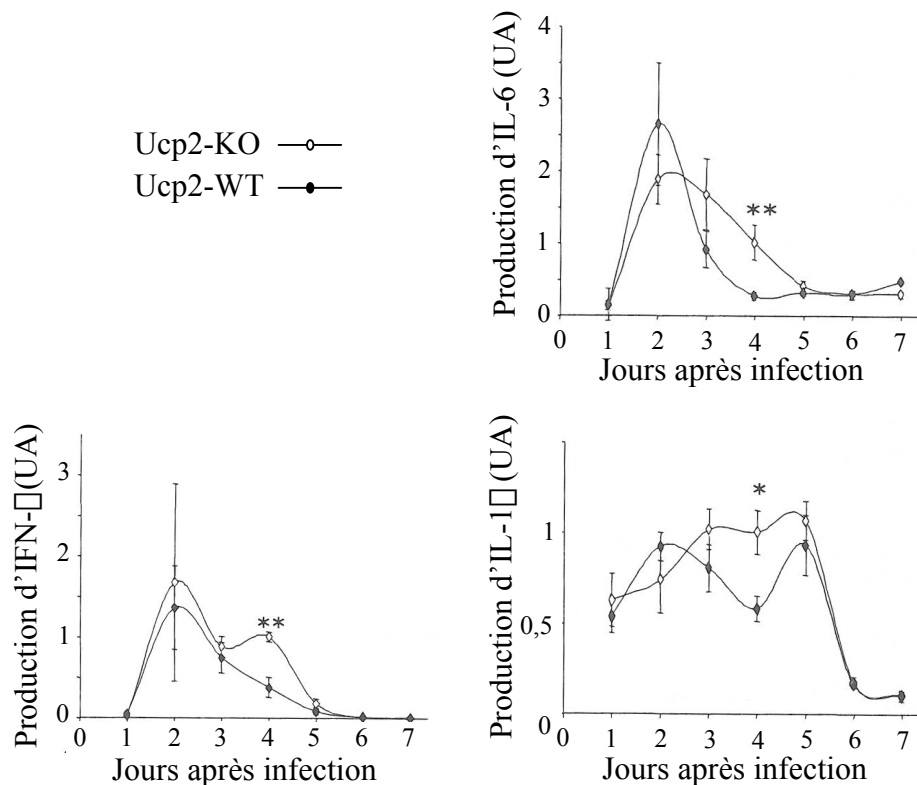 Ucp2-KO
Ucp2-WT
Production d'IL-6 (UA)
4
3
2
1
0
**
0 1 2 3 4 5 6 7
Jours après infection
Production d'IFN-□(UA)
3
2
1
0
**
0 1 2 3 4 5 6 7
Jours après infection
Production d'IL-1□ (UA)
1
0,5
0
*
0 1 2 3 4 5 6 7
Jours après infection